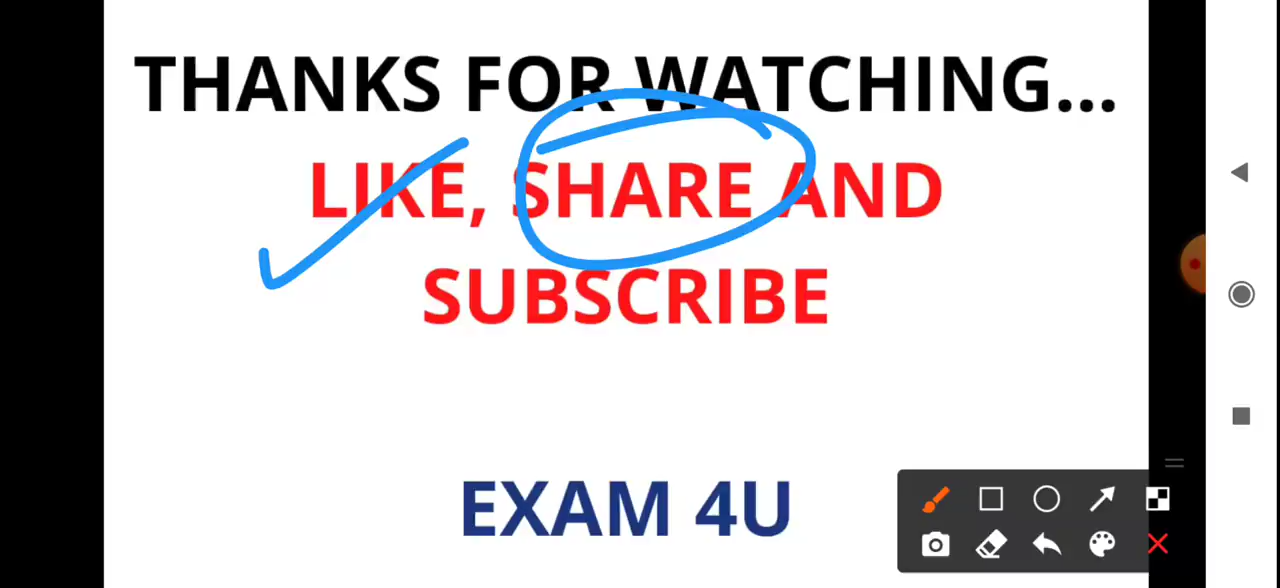 THANKS FOR WATCHING...
LIKE, SHARE AND
SUBSCRIBE
EXAM 4U